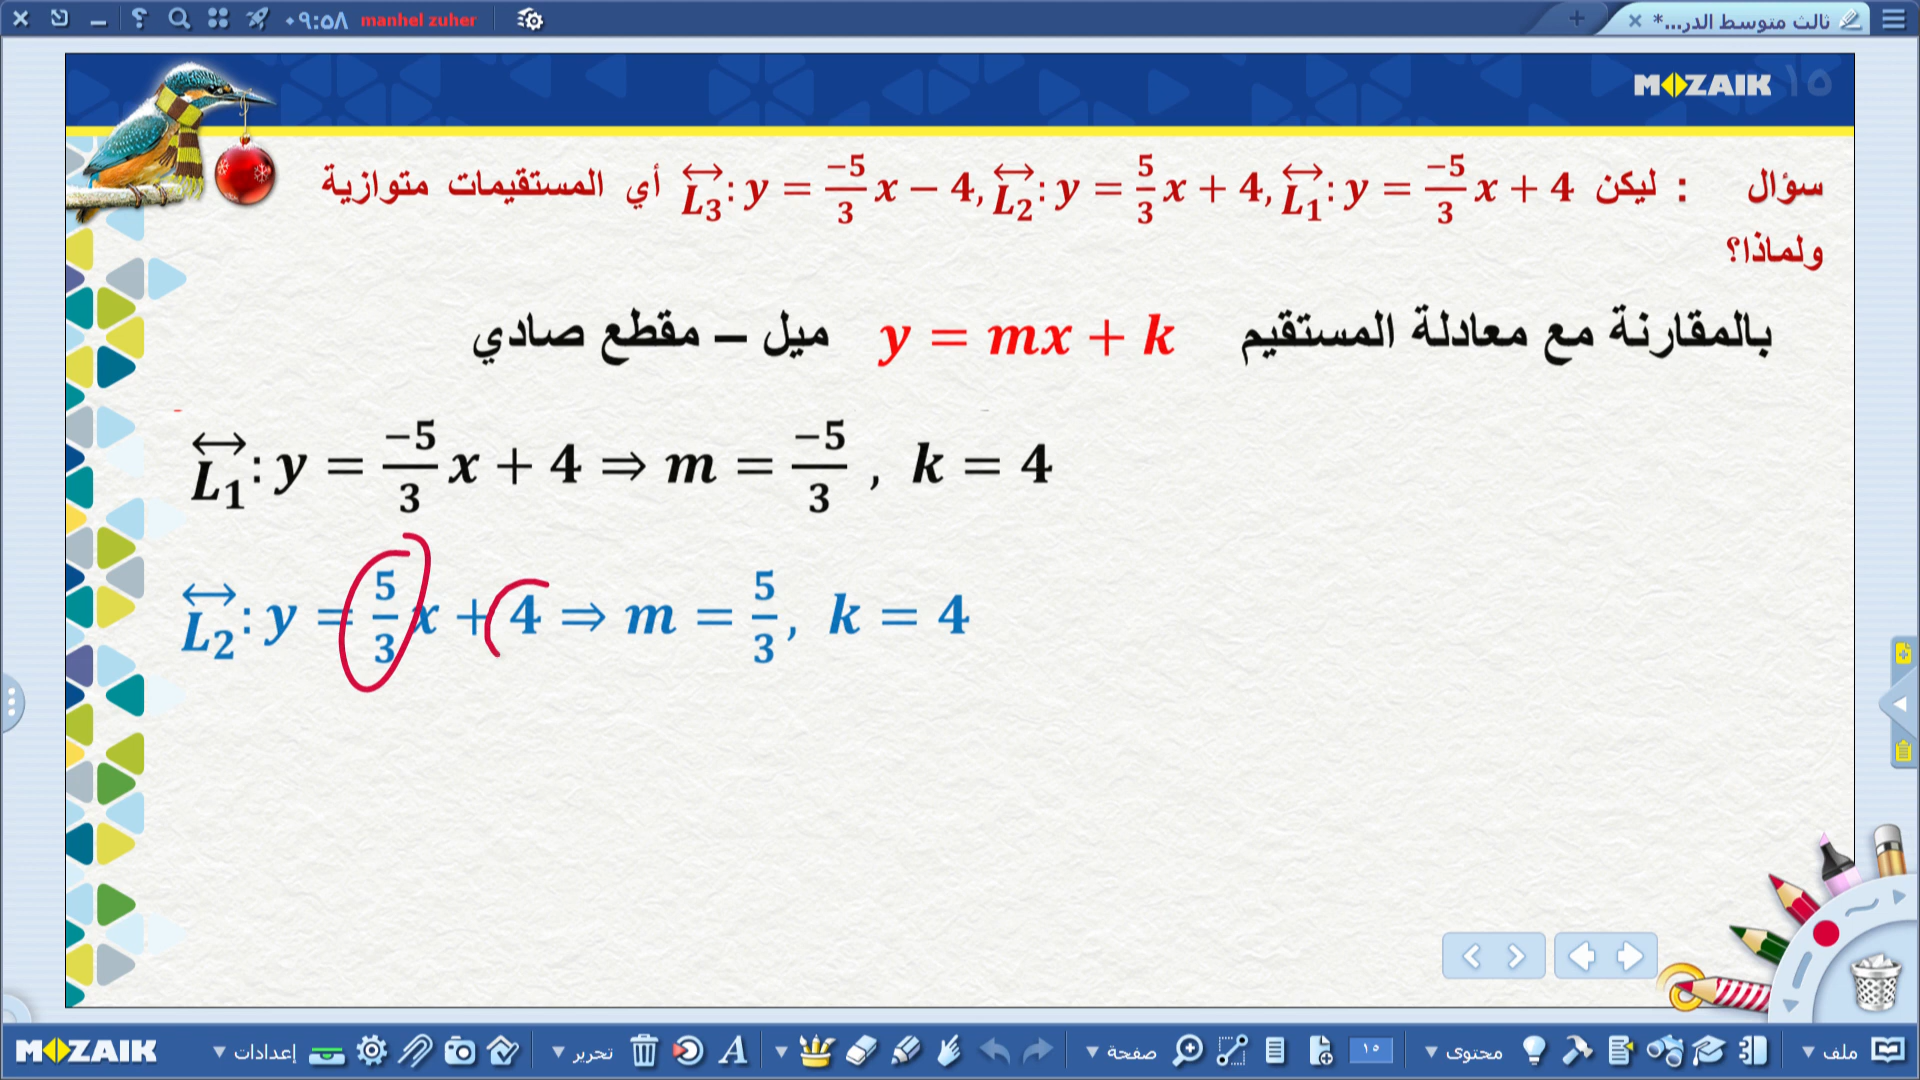 ٠٩:٥٨ manhel zuher
ثالث متوسط الدر...*
MOZAIK ١٥
سؤال : ليكن L₁: y = -5/3 x + 4, L₂: y = 5/3 x + 4, L₃: y = -5/3 x − 4 أي المستقيمات متوازية
ولماذا؟
بالمقارنة مع معادلة المستقيم y = mx + k ميل – مقطع صادي
L₁: y = -5/3 x + 4 ⇒ m = -5/3 , k = 4
L₂: y = 5/3 x + 4 ⇒ m = 5/3, k = 4
MOZAIK إعدادات تحرير صفحة ١٥ محتوى ملف